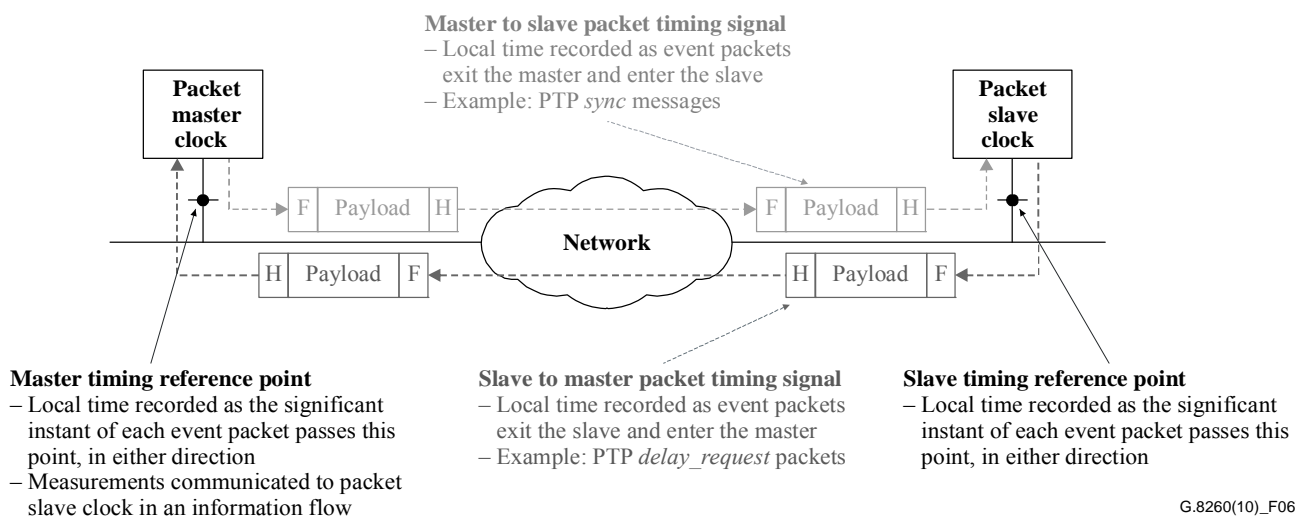 Master to slave packet timing signal
– Local time recorded as event packets
exit the master and enter the slave
– Example: PTP sync messages
Packet
master
clock
Packet
slave
clock
F Payload H
F Payload H
Network
H Payload F
H Payload F
Master timing reference point
– Local time recorded as the significant
instant of each event packet passes this
point, in either direction
– Measurements communicated to packet
slave clock in an information flow
Slave to master packet timing signal
– Local time recorded as event packets
exit the slave and enter the master
– Example: PTP delay_request packets
Slave timing reference point
– Local time recorded as the significant
instant of each event packet passes this
point, in either direction
G.8260(10)_F06